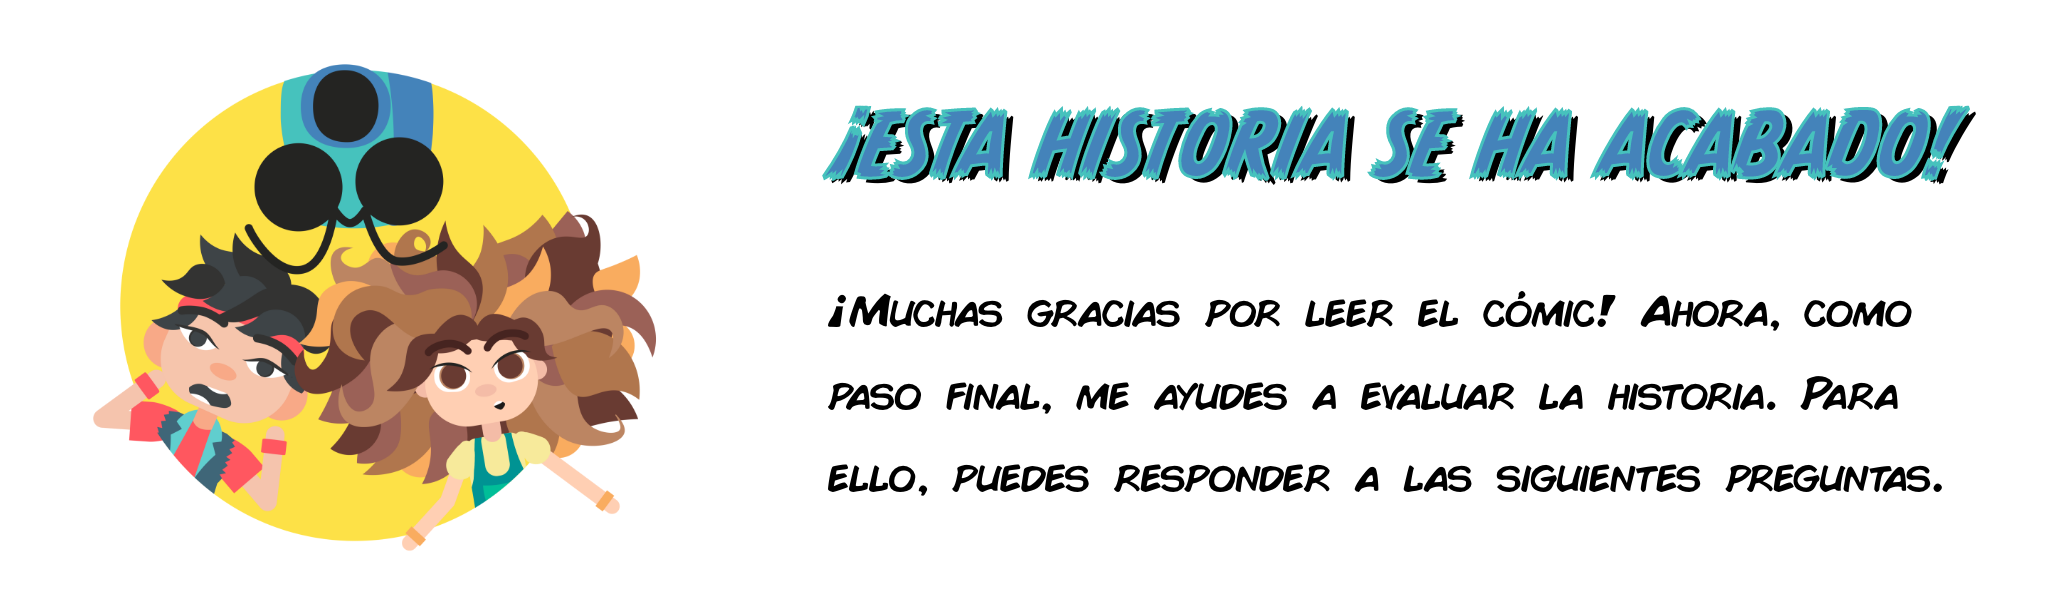 ¡ESTA HISTORIA SE HA ACABADO!
¡MUCHAS GRACIAS POR LEER EL CÓMIC! AHORA, COMO
PASO FINAL, ME AYUDES A EVALUAR LA HISTORIA. PARA
ELLO, PUEDES RESPONDER A LAS SIGUIENTES PREGUNTAS.